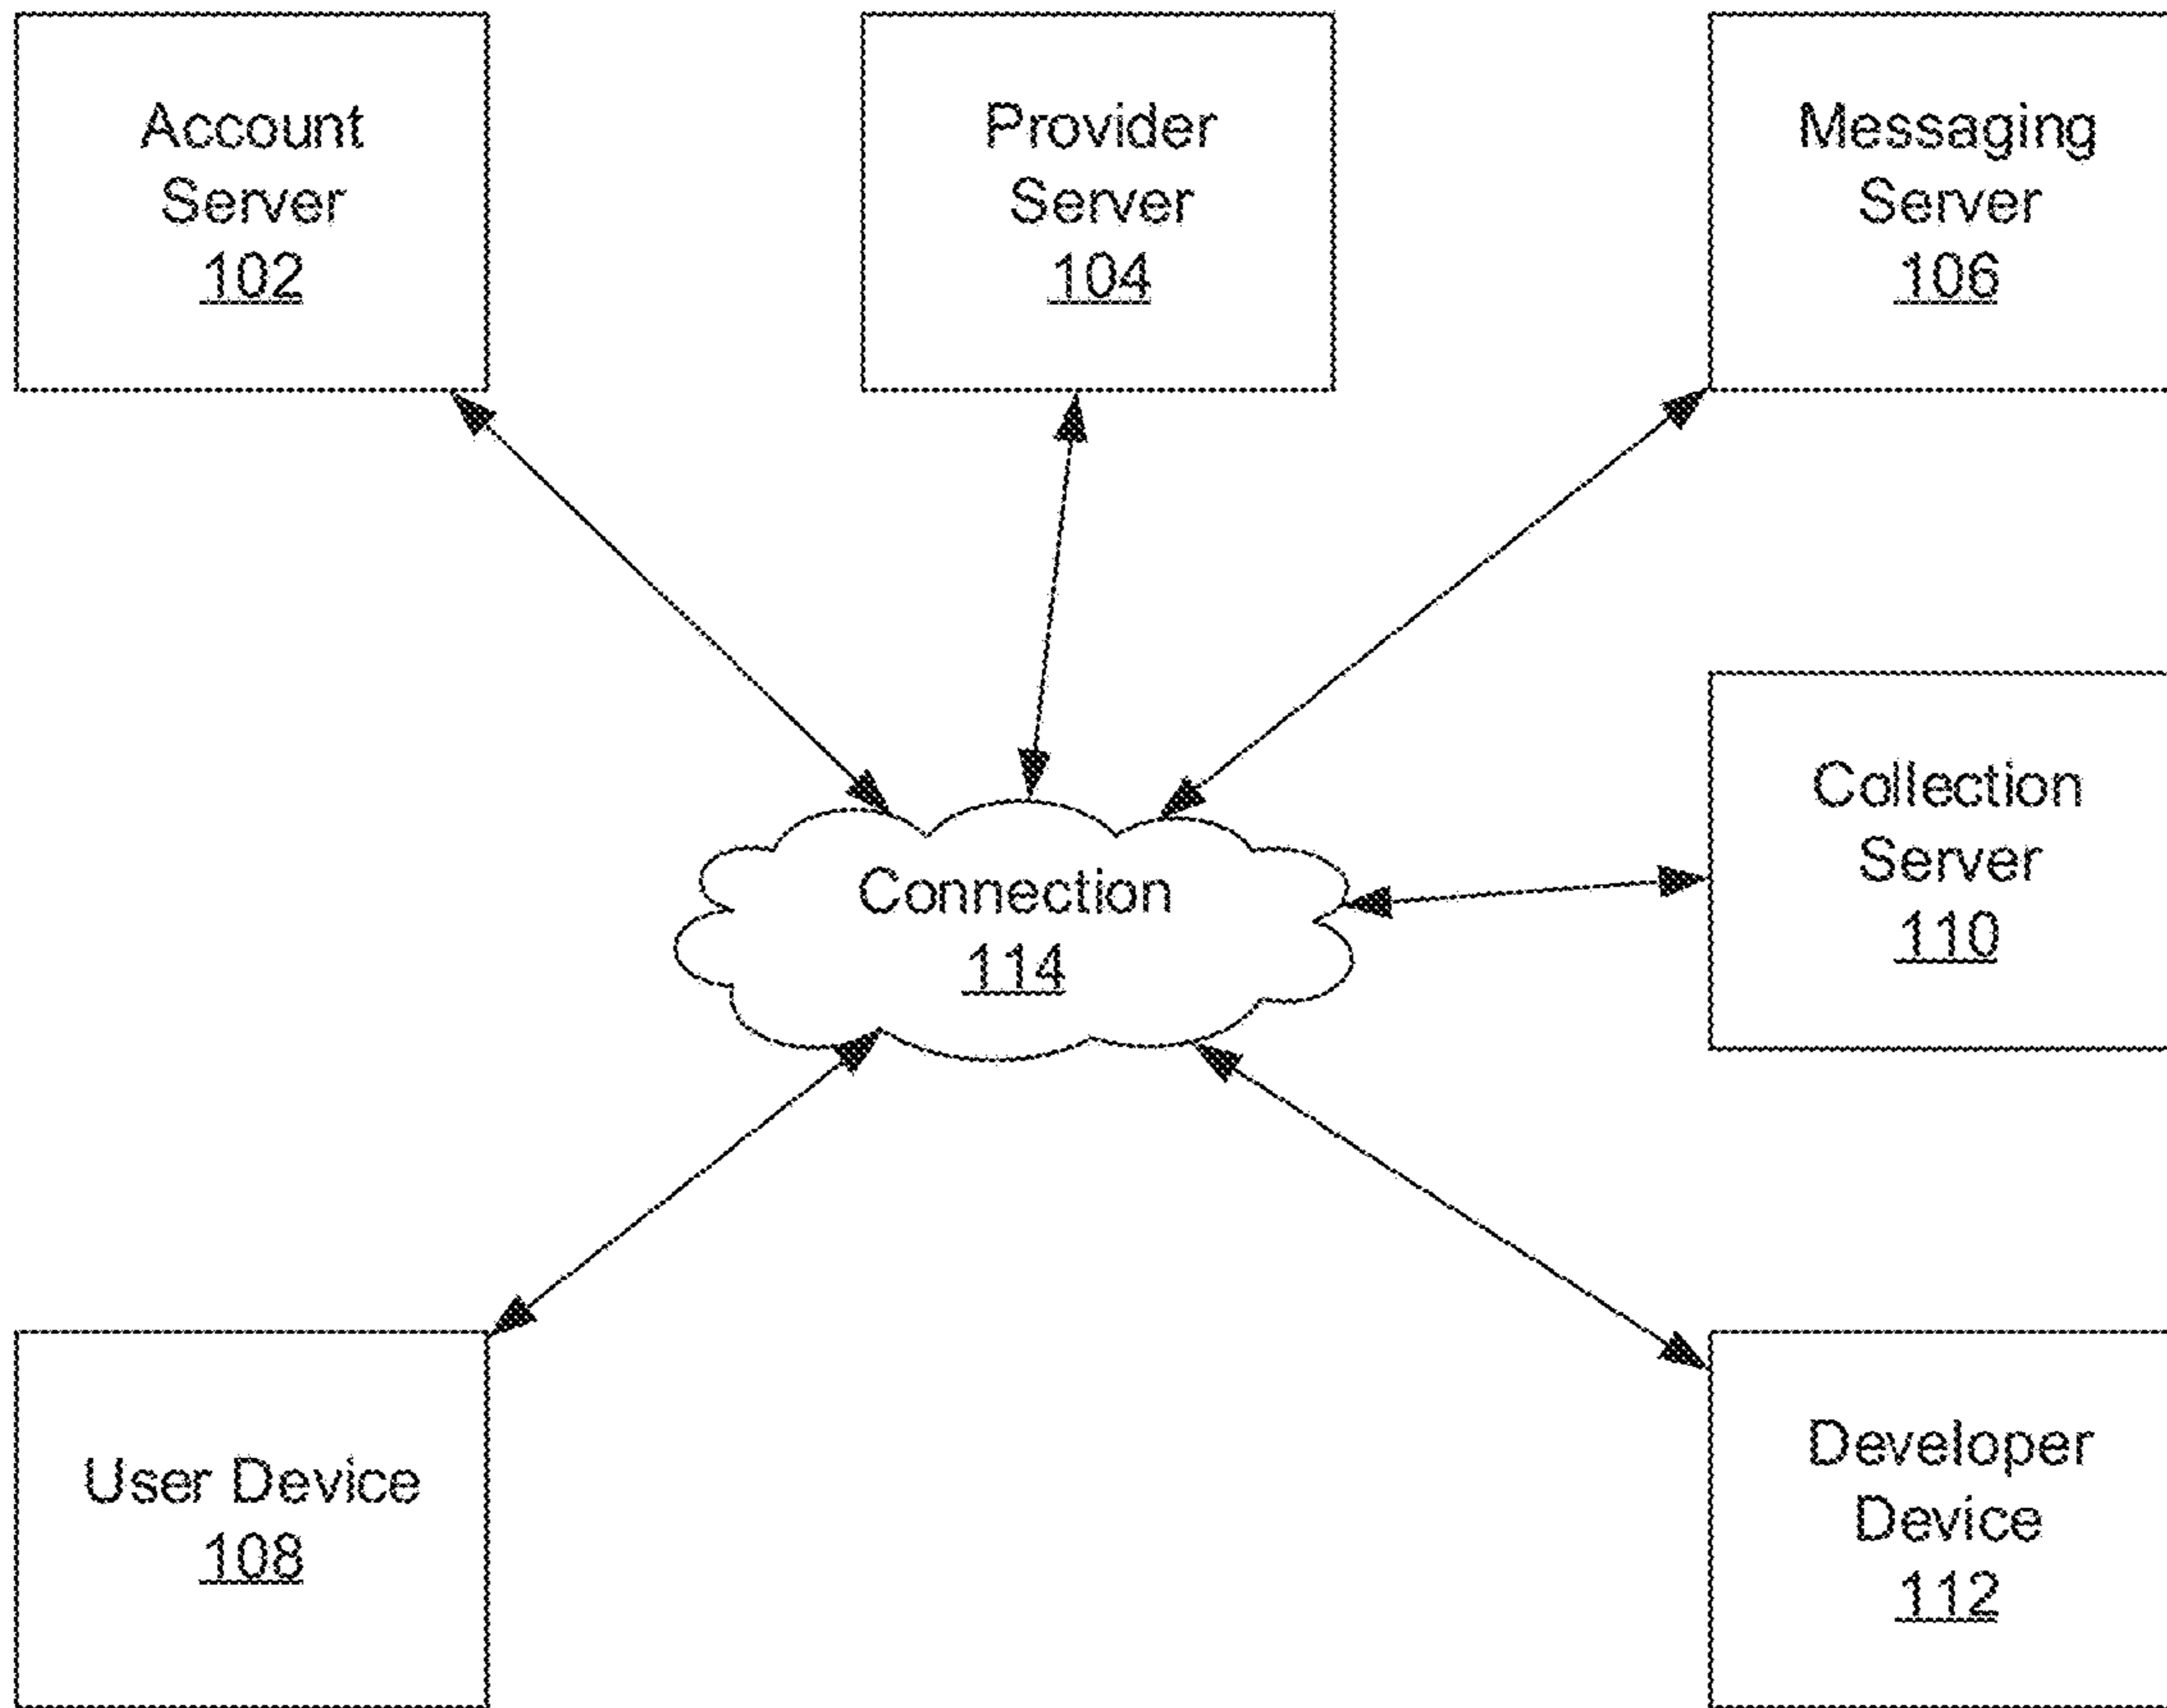 Account
Server
102
Provider
Server
104
Messaging
Server
106
Collection
Server
110
Connection
114
User Device
108
Developer
Device
112